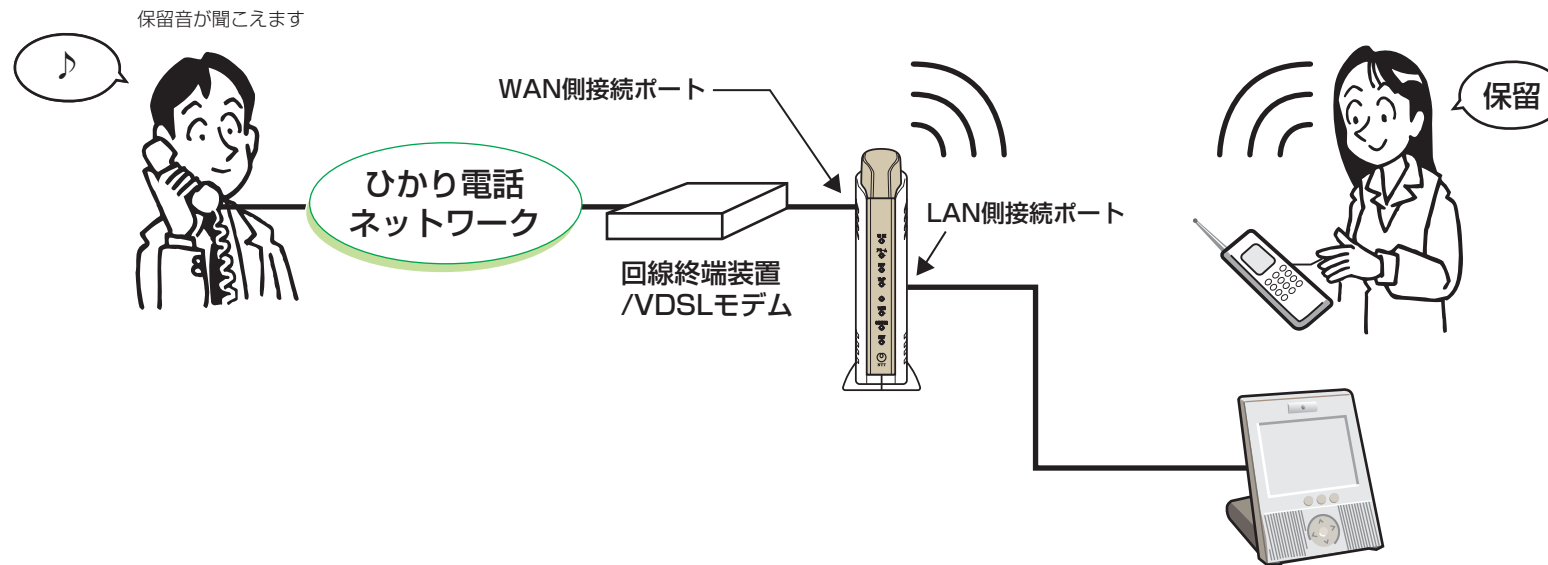 保留音が聞こえます
♪
WAN側接続ポート
保留
ひかり電話
ネットワーク
LAN側接続ポート
回線終端装置
/VDSLモデム
NTT